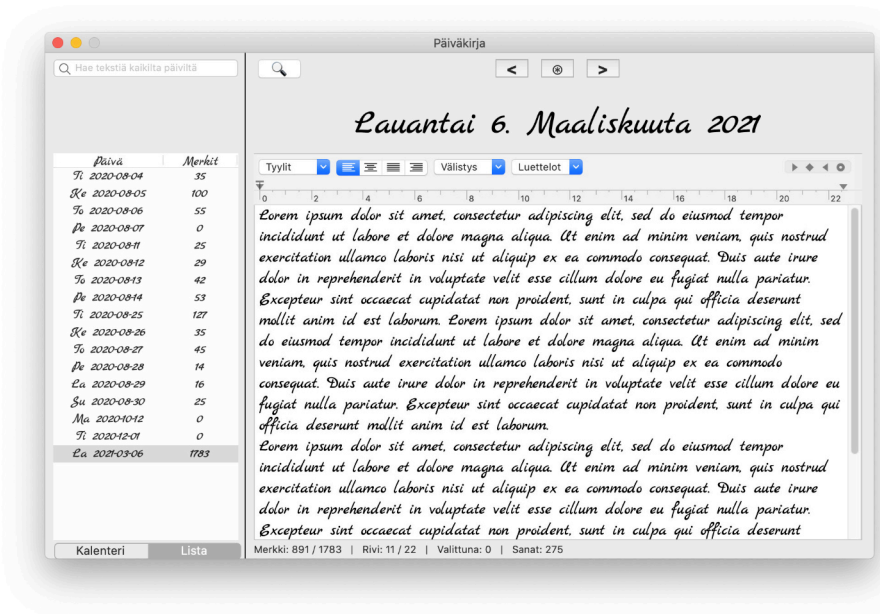 Päiväkirja
Hae tekstiä kaikilta päiviltä
< ⊛ >
Lauantai 6. Maaliskuuta 2021
Päivä Merkit
Ti 2020-08-04 35
Ke 2020-08-05 100
To 2020-08-06 55
Pe 2020-08-07 0
Ti 2020-08-11 25
Ke 2020-08-12 29
To 2020-08-13 42
Pe 2020-08-14 53
Ti 2020-08-25 127
Ke 2020-08-26 35
To 2020-08-27 45
Pe 2020-08-28 14
La 2020-08-29 16
Su 2020-08-30 25
Ma 2020-10-12 0
Ti 2020-12-01 0
La 2021-03-06 1783
Kalenteri Lista
Tyylit Välistys Luettelot
0 2 4 6 8 10 12 14 16 18 20 22
Lorem ipsum dolor sit amet, consectetur adipiscing elit, sed do eiusmod tempor
incididunt ut labore et dolore magna aliqua. Ut enim ad minim veniam, quis nostrud
exercitation ullamco laboris nisi ut aliquip ex ea commodo consequat. Duis aute irure
dolor in reprehenderit in voluptate velit esse cillum dolore eu fugiat nulla pariatur.
Excepteur sint occaecat cupidatat non proident, sunt in culpa qui officia deserunt
mollit anim id est laborum. Lorem ipsum dolor sit amet, consectetur adipiscing elit, sed
do eiusmod tempor incididunt ut labore et dolore magna aliqua. Ut enim ad minim
veniam, quis nostrud exercitation ullamco laboris nisi ut aliquip ex ea commodo
consequat. Duis aute irure dolor in reprehenderit in voluptate velit esse cillum dolore eu
fugiat nulla pariatur. Excepteur sint occaecat cupidatat non proident, sunt in culpa qui
officia deserunt mollit anim id est laborum.
Lorem ipsum dolor sit amet, consectetur adipiscing elit, sed do eiusmod tempor
incididunt ut labore et dolore magna aliqua. Ut enim ad minim veniam, quis nostrud
exercitation ullamco laboris nisi ut aliquip ex ea commodo consequat. Duis aute irure
dolor in reprehenderit in voluptate velit esse cillum dolore eu fugiat nulla pariatur.
Excepteur sint occaecat cupidatat non proident, sunt in culpa qui officia deserunt
Merkki: 891 / 1783 | Rivi: 11 / 22 | Valittuna: 0 | Sanat: 275